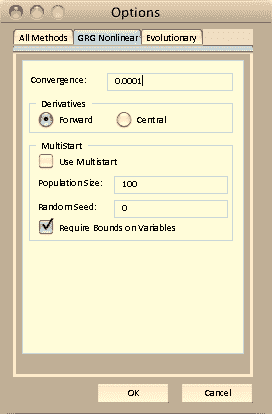 Options
All Methods GRG Nonlinear Evolutionary
Convergence: 0.0001
Derivatives
Forward Central
MultiStart
Use Multistart
Population Size: 100
Random Seed: 0
Require Bounds on Variables
OK Cancel